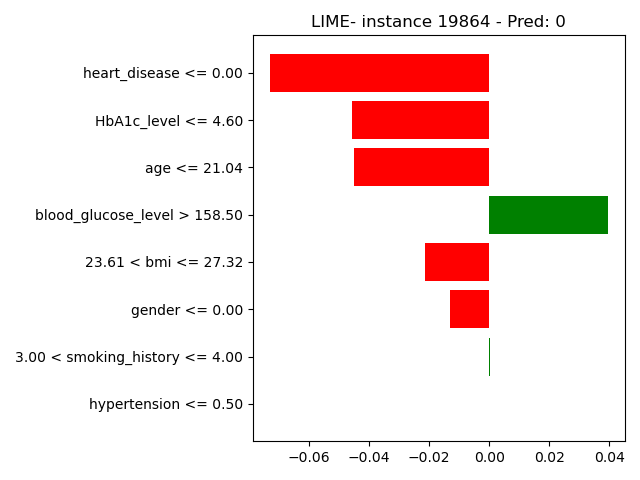 LIME- instance 19864 - Pred: 0
heart_disease <= 0.00
HbA1c_level <= 4.60
age <= 21.04
blood_glucose_level > 158.50
23.61 < bmi <= 27.32
gender <= 0.00
3.00 < smoking_history <= 4.00
hypertension <= 0.50
−0.06 −0.04 −0.02 0.00 0.02 0.04